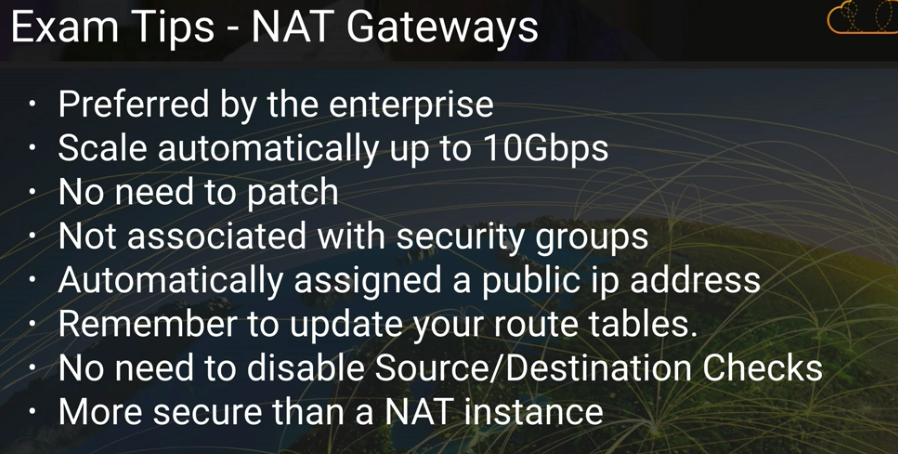 Exam Tips - NAT Gateways
• Preferred by the enterprise
• Scale automatically up to 10Gbps
• No need to patch
• Not associated with security groups
• Automatically assigned a public ip address
• Remember to update your route tables.
• No need to disable Source/Destination Checks
• More secure than a NAT instance